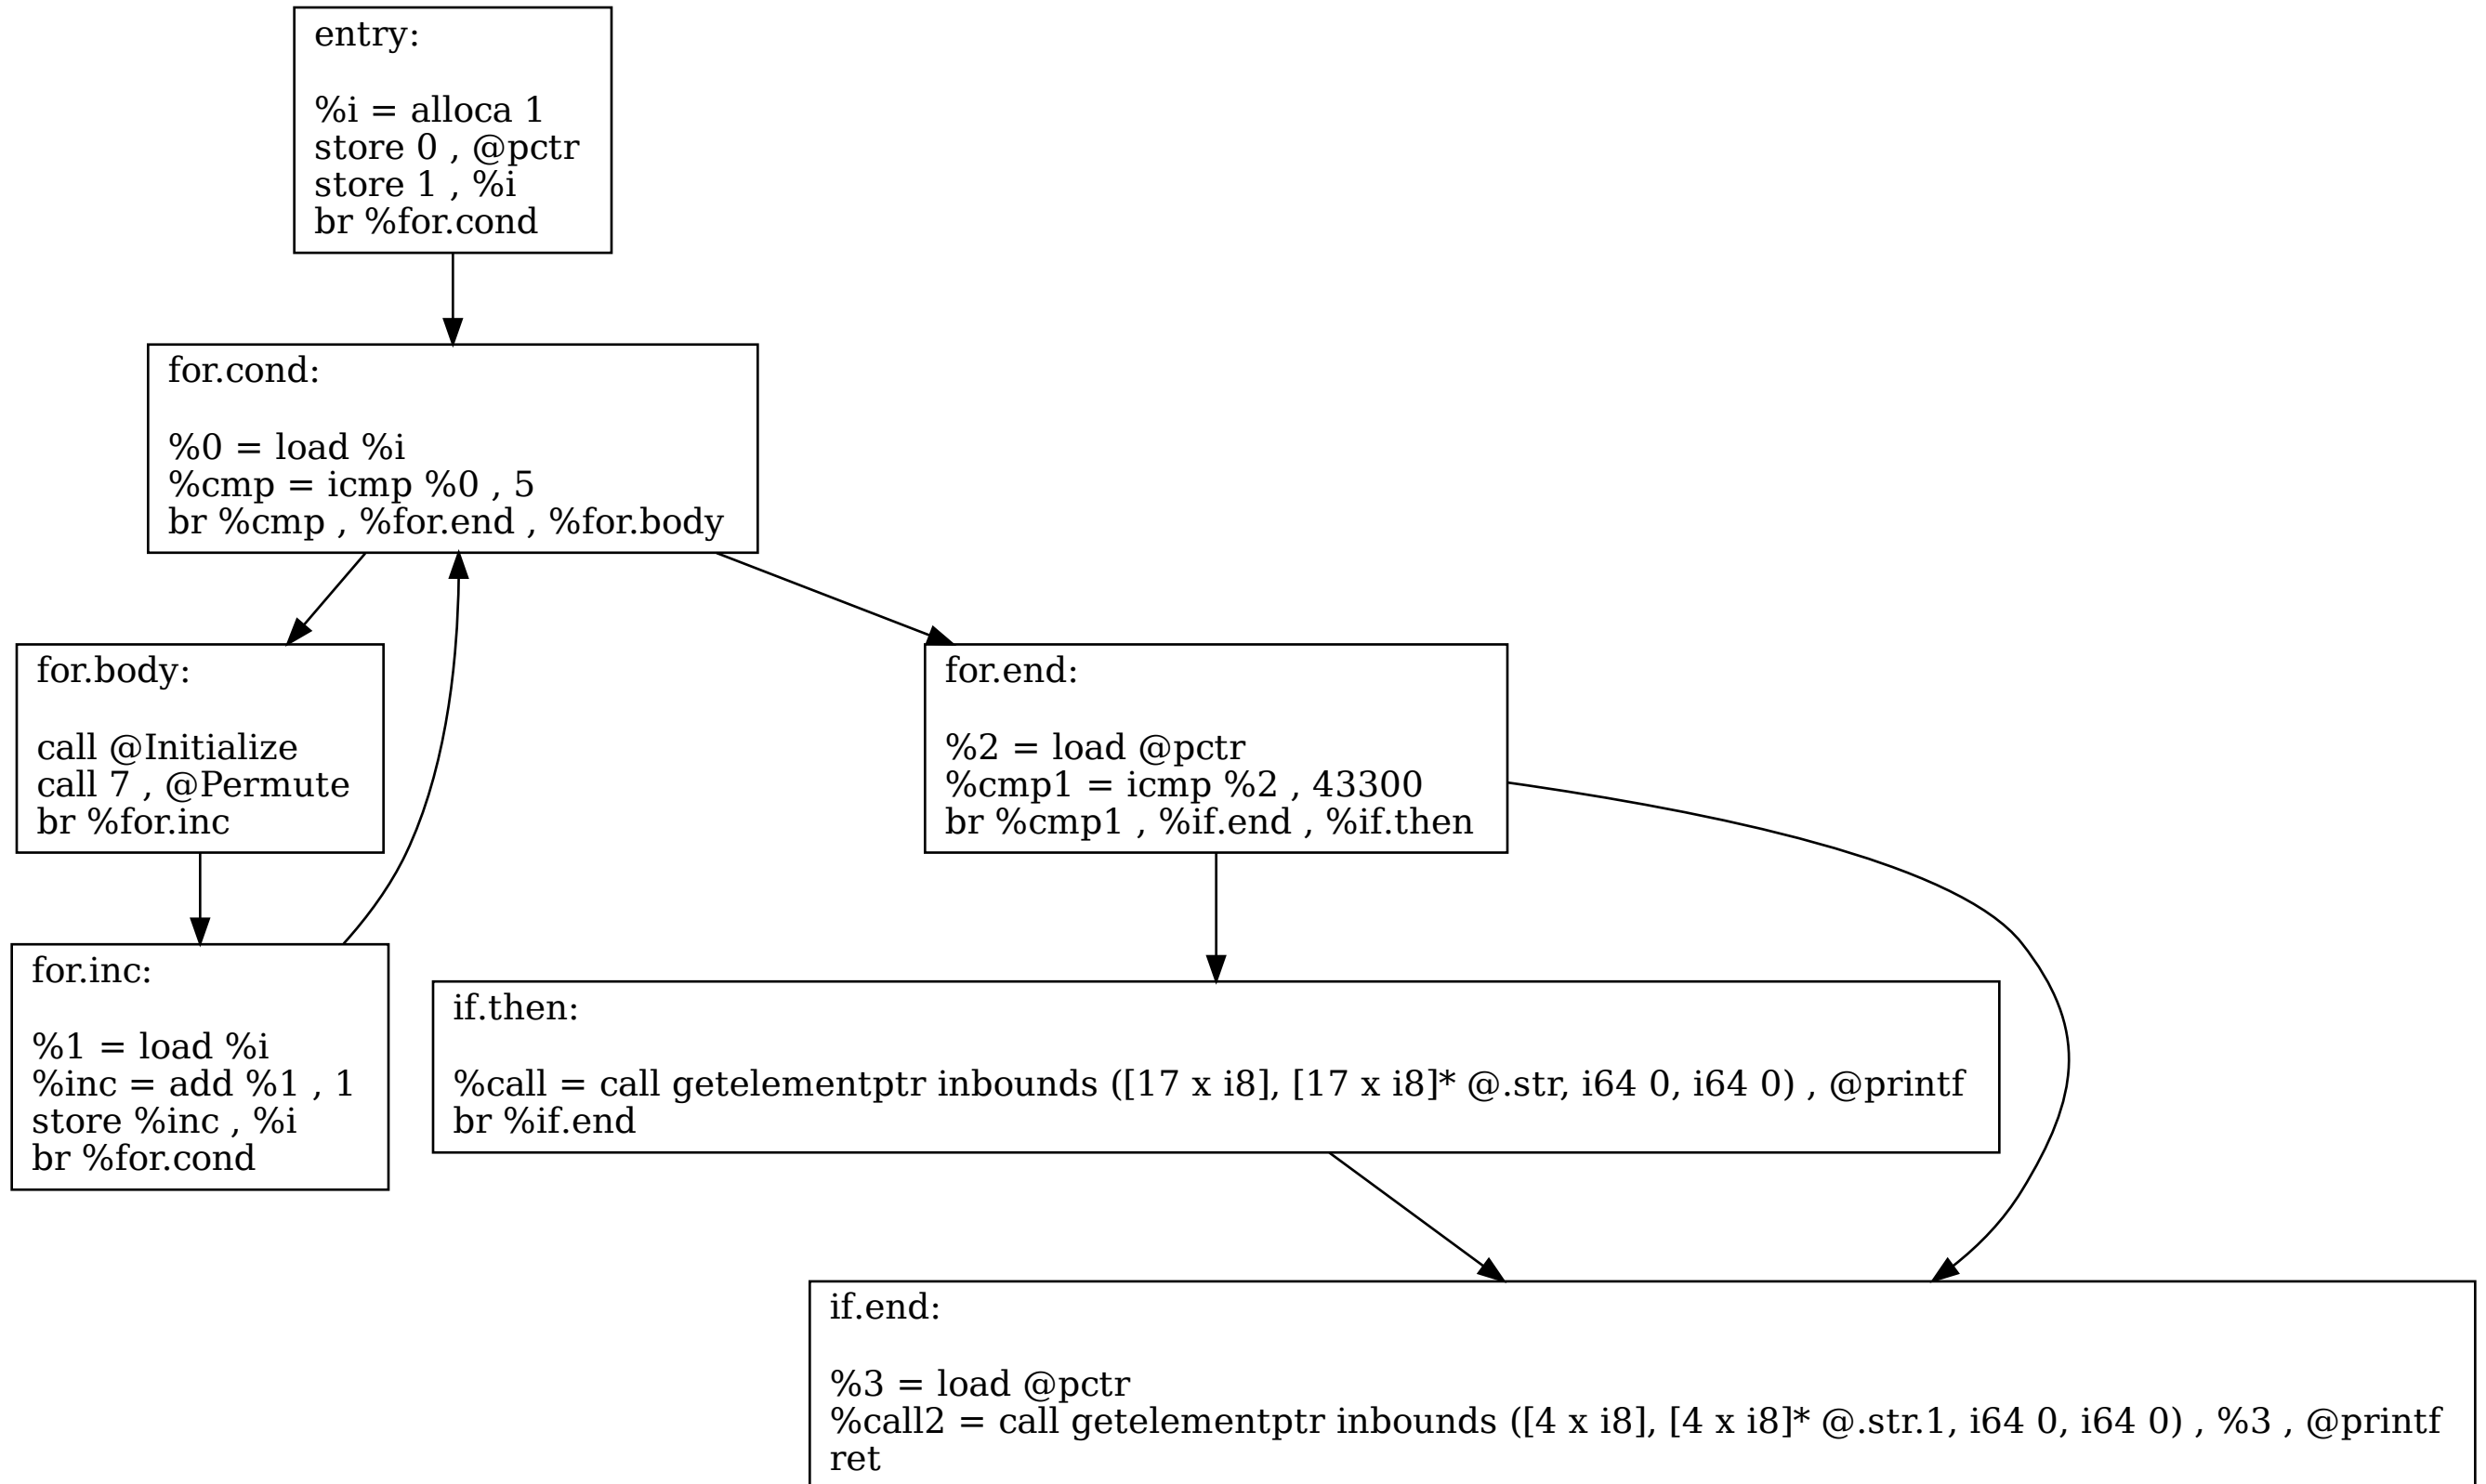 entry:
%i = alloca 1
store 0 , @pctr
store 1 , %i
br %for.cond
for.cond:
%0 = load %i
%cmp = icmp %0 , 5
br %cmp , %for.end , %for.body
for.body:
call @Initialize
call 7 , @Permute
br %for.inc
for.end:
%2 = load @pctr
%cmp1 = icmp %2 , 43300
br %cmp1 , %if.end , %if.then
for.inc:
%1 = load %i
%inc = add %1 , 1
store %inc , %i
br %for.cond
if.then:
%call = call getelementptr inbounds ([17 x i8], [17 x i8]* @.str, i64 0, i64 0) , @printf
br %if.end
if.end:
%3 = load @pctr
%call2 = call getelementptr inbounds ([4 x i8], [4 x i8]* @.str.1, i64 0, i64 0) , %3 , @printf
ret